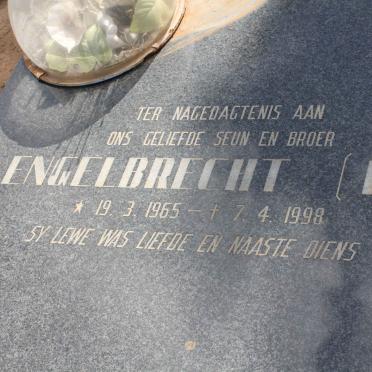 TER NAGEDAGTENIS AAN
ONS GELIEFDE SEUN EN BROER
ENGELBRECHT (
* 19. 3. 1965 - † 7. 4. 1998
SY LEWE WAS LIEFDE EN NAASTE DIENS